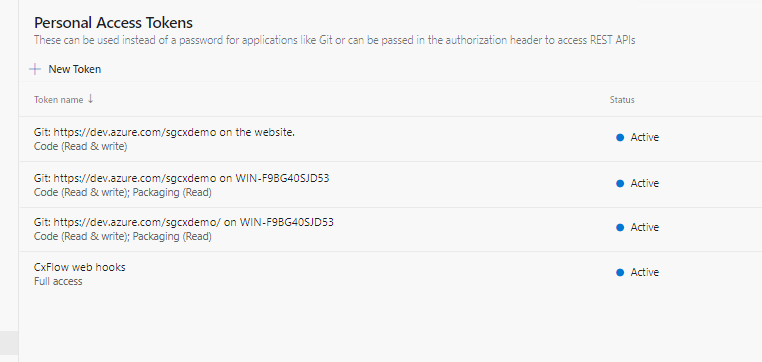 Personal Access Tokens
These can be used instead of a password for applications like Git or can be passed in the authorization header to access REST APIs
+ New Token
Token name ↓ Status
Git: https://dev.azure.com/sgcxdemo on the website. Active
Code (Read & write)
Git: https://dev.azure.com/sgcxdemo on WIN-F9BG40SJD53 Active
Code (Read & write); Packaging (Read)
Git: https://dev.azure.com/sgcxdemo/ on WIN-F9BG40SJD53 Active
Code (Read & write); Packaging (Read)
CxFlow web hooks Active
Full access